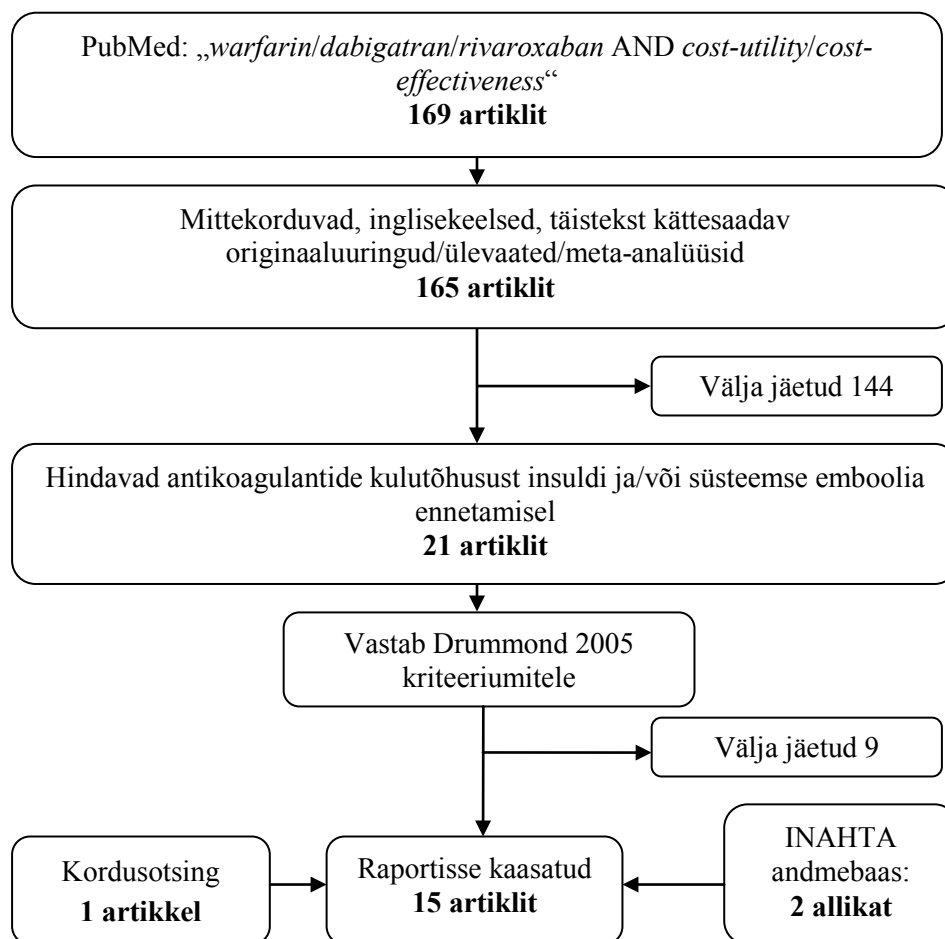 PubMed: „warfarin/dabigatran/rivaroxaban AND cost-utility/cost-
effectiveness“
169 artiklit
Mittekorduvad, inglisekeelsed, täistekst kättesaadav
originaaluuringud/ülevaated/meta-analüüsid
165 artiklit
Välja jäetud 144
Hindavad antikoagulantide kulutõhusust insuldi ja/või süsteemse emboolia
ennetamisel
21 artiklit
Vastab Drummond 2005
kriteeriumitele
Välja jäetud 9
Kordusotsing
1 artikkel
Raportisse kaasatud
15 artiklit
INAHTA
andmebaas:
2 allikat